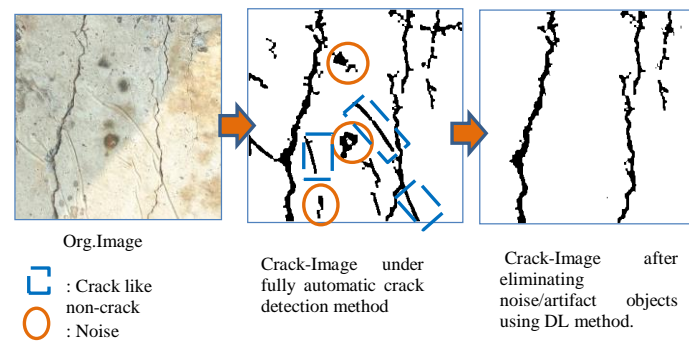 Org.Image
: Crack like
non-crack
: Noise
Crack-Image under
fully automatic crack
detection method
Crack-Image after
eliminating
noise/artifact objects
using DL method.